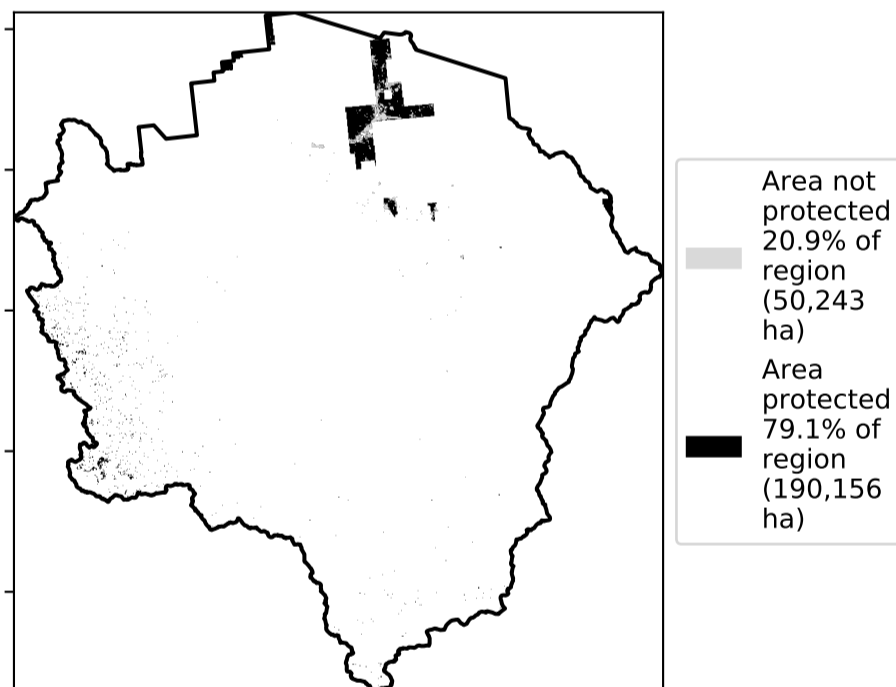 Area not
protected
20.9% of
region
(50,243
ha)
Area
protected
79.1% of
region
(190,156
ha)